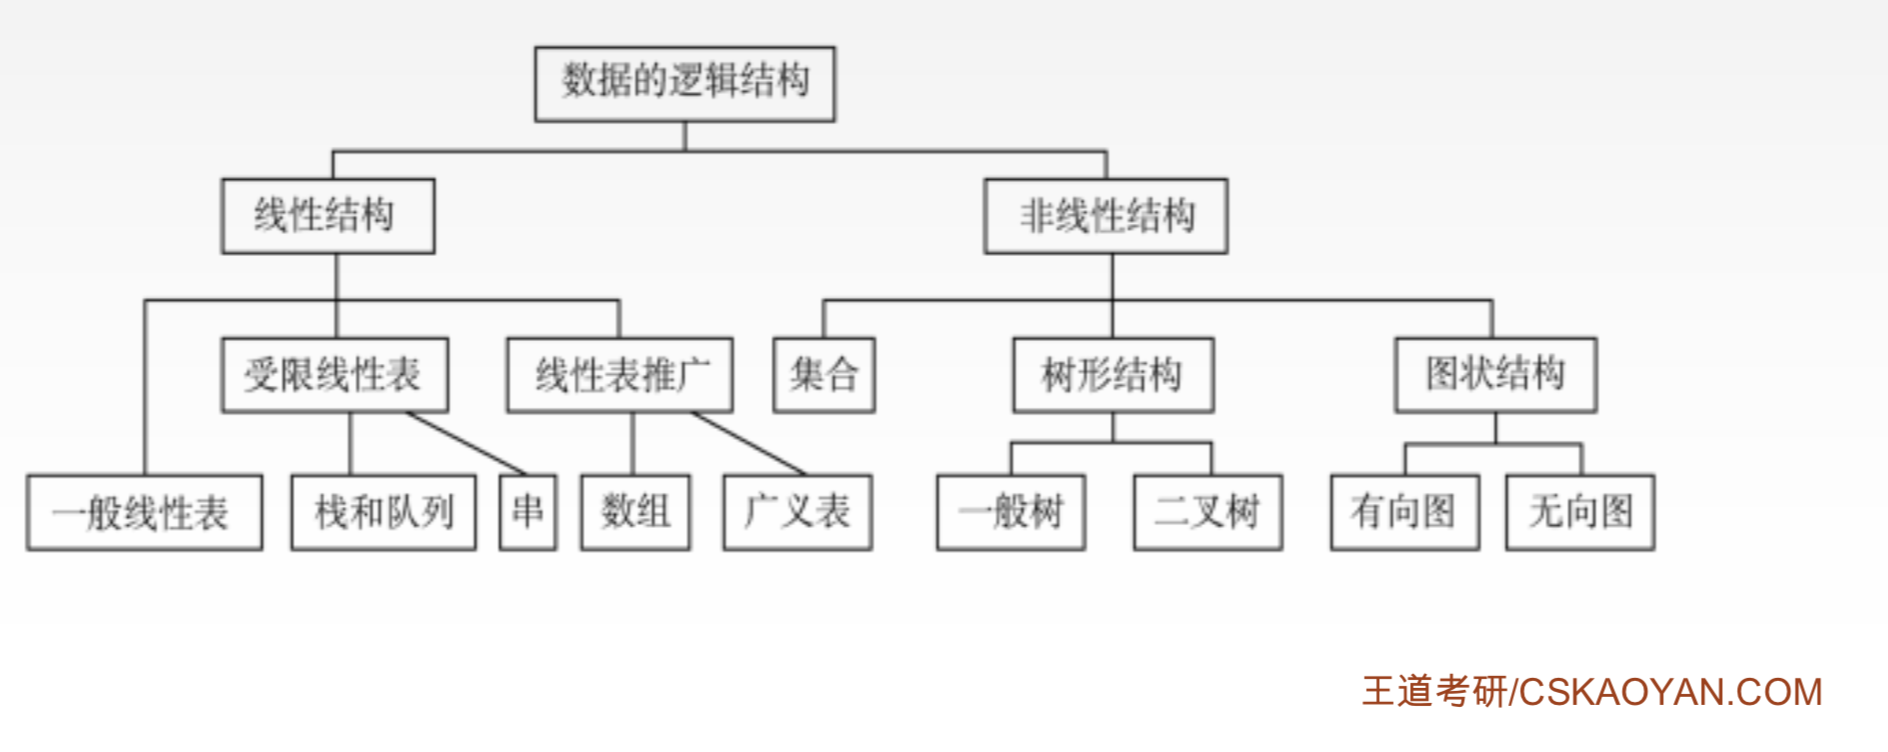 数据的逻辑结构
线性结构
非线性结构
受限线性表
线性表推广
集合
树形结构
图状结构
一般线性表
栈和队列
串
数组
广义表
一般树
二叉树
有向图
无向图
王道考研/CSKAOYAN.COM